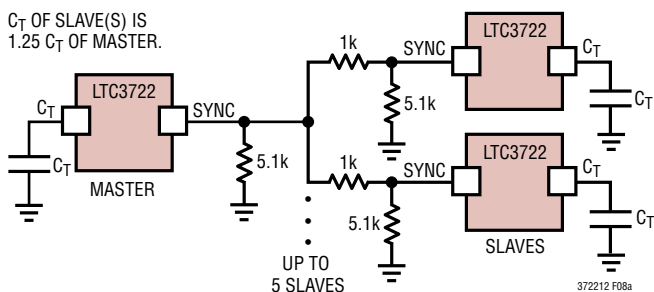 C_T OF SLAVE(S) IS
1.25 C_T OF MASTER.
LTC3722
C_T
SYNC
C_T
MASTER
5.1k
1k
SYNC
5.1k
LTC3722
C_T
C_T
1k
SYNC
5.1k
LTC3722
C_T
C_T
SLAVES
UP TO
5 SLAVES
372212 F08a